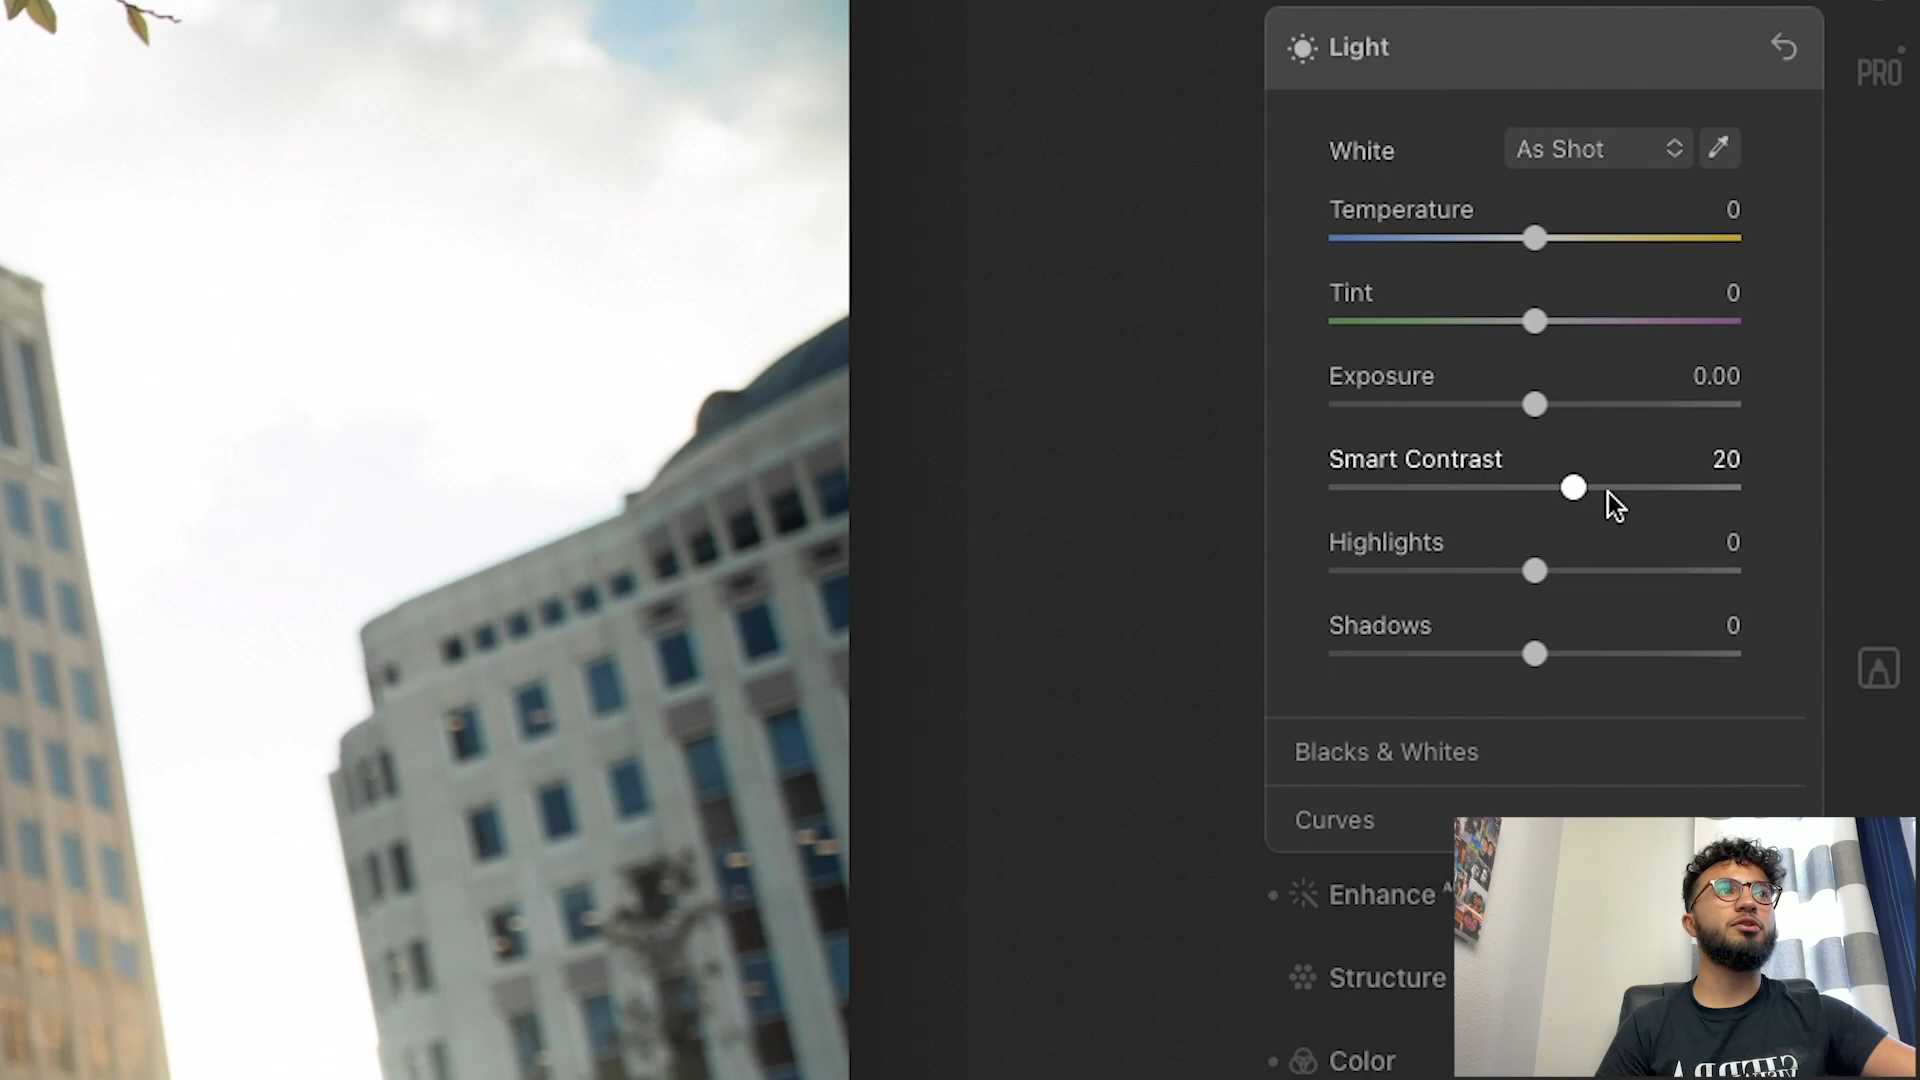 Light
PRO
White
As Shot
Temperature 0
Tint 0
Exposure 0.00
Smart Contrast 20
Highlights 0
Shadows 0
Blacks & Whites
Curves
Enhance
Structure
Color